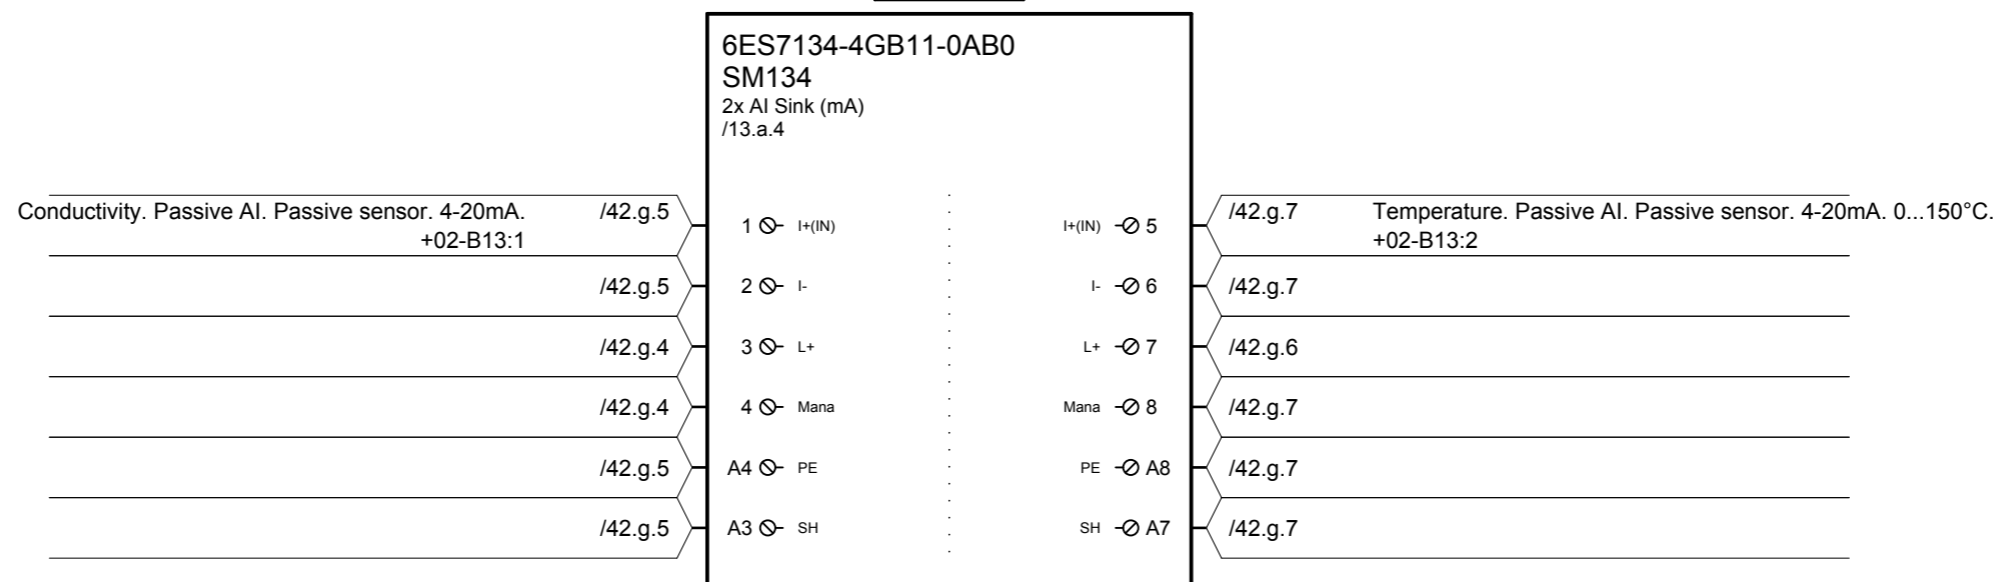 6ES7134-4GB11-0AB0
SM134
2x AI Sink (mA)
/13.a.4
Conductivity. Passive AI. Passive sensor. 4-20mA. /42.g.5 1 I+(IN) I+(IN) 5 /42.g.7 Temperature. Passive AI. Passive sensor. 4-20mA. 0...150°C.
+02-B13:1 +02-B13:2
/42.g.5 2 I- I- 6 /42.g.7
/42.g.4 3 L+ L+ 7 /42.g.6
/42.g.4 4 Mana Mana 8 /42.g.7
/42.g.5 A4 PE PE A8 /42.g.7
/42.g.5 A3 SH SH A7 /42.g.7